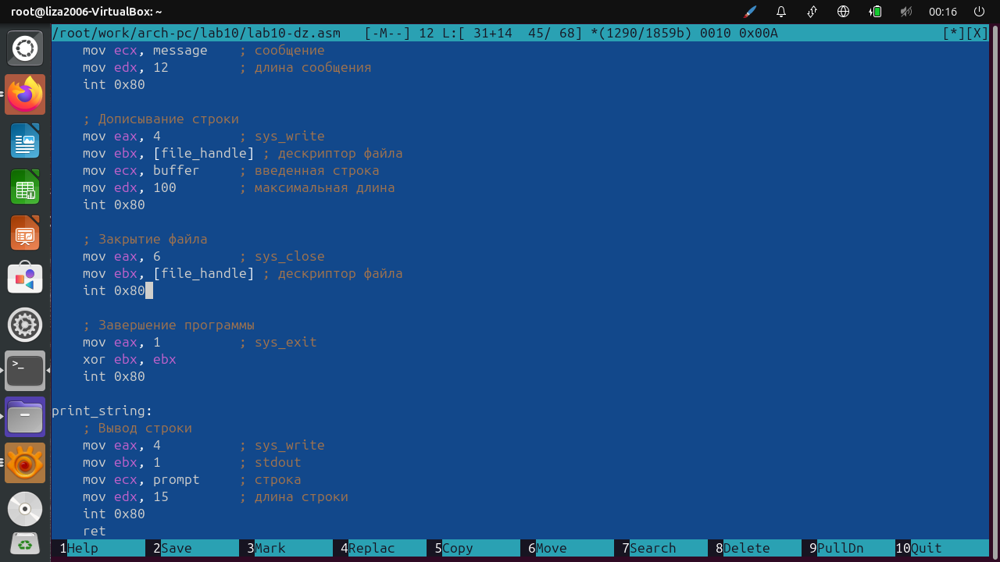 root@liza2006-VirtualBox: ~
00:16
/root/work/arch-pc/lab10/lab10-dz.asm   [-M--] 12 L:[ 31+14  45/ 68] *(1290/1859b) 0010 0x00A [*][X]
    mov ecx, message    ; сообщение
    mov edx, 12         ; длина сообщения
    int 0x80
    ; Дописывание строки
    mov eax, 4          ; sys_write
    mov ebx, [file_handle] ; дескриптор файла
    mov ecx, buffer     ; введенная строка
    mov edx, 100        ; максимальная длина
    int 0x80
    ; Закрытие файла
    mov eax, 6          ; sys_close
    mov ebx, [file_handle] ; дескриптор файла
    int 0x80
    ; Завершение программы
    mov eax, 1          ; sys_exit
    xor ebx, ebx
    int 0x80
print_string:
    ; Вывод строки
    mov eax, 4          ; sys_write
    mov ebx, 1          ; stdout
    mov ecx, prompt     ; строка
    mov edx, 15         ; длина строки
    int 0x80
    ret
1Help 2Save 3Mark 4Replac 5Copy 6Move 7Search 8Delete 9PullDn 10Quit